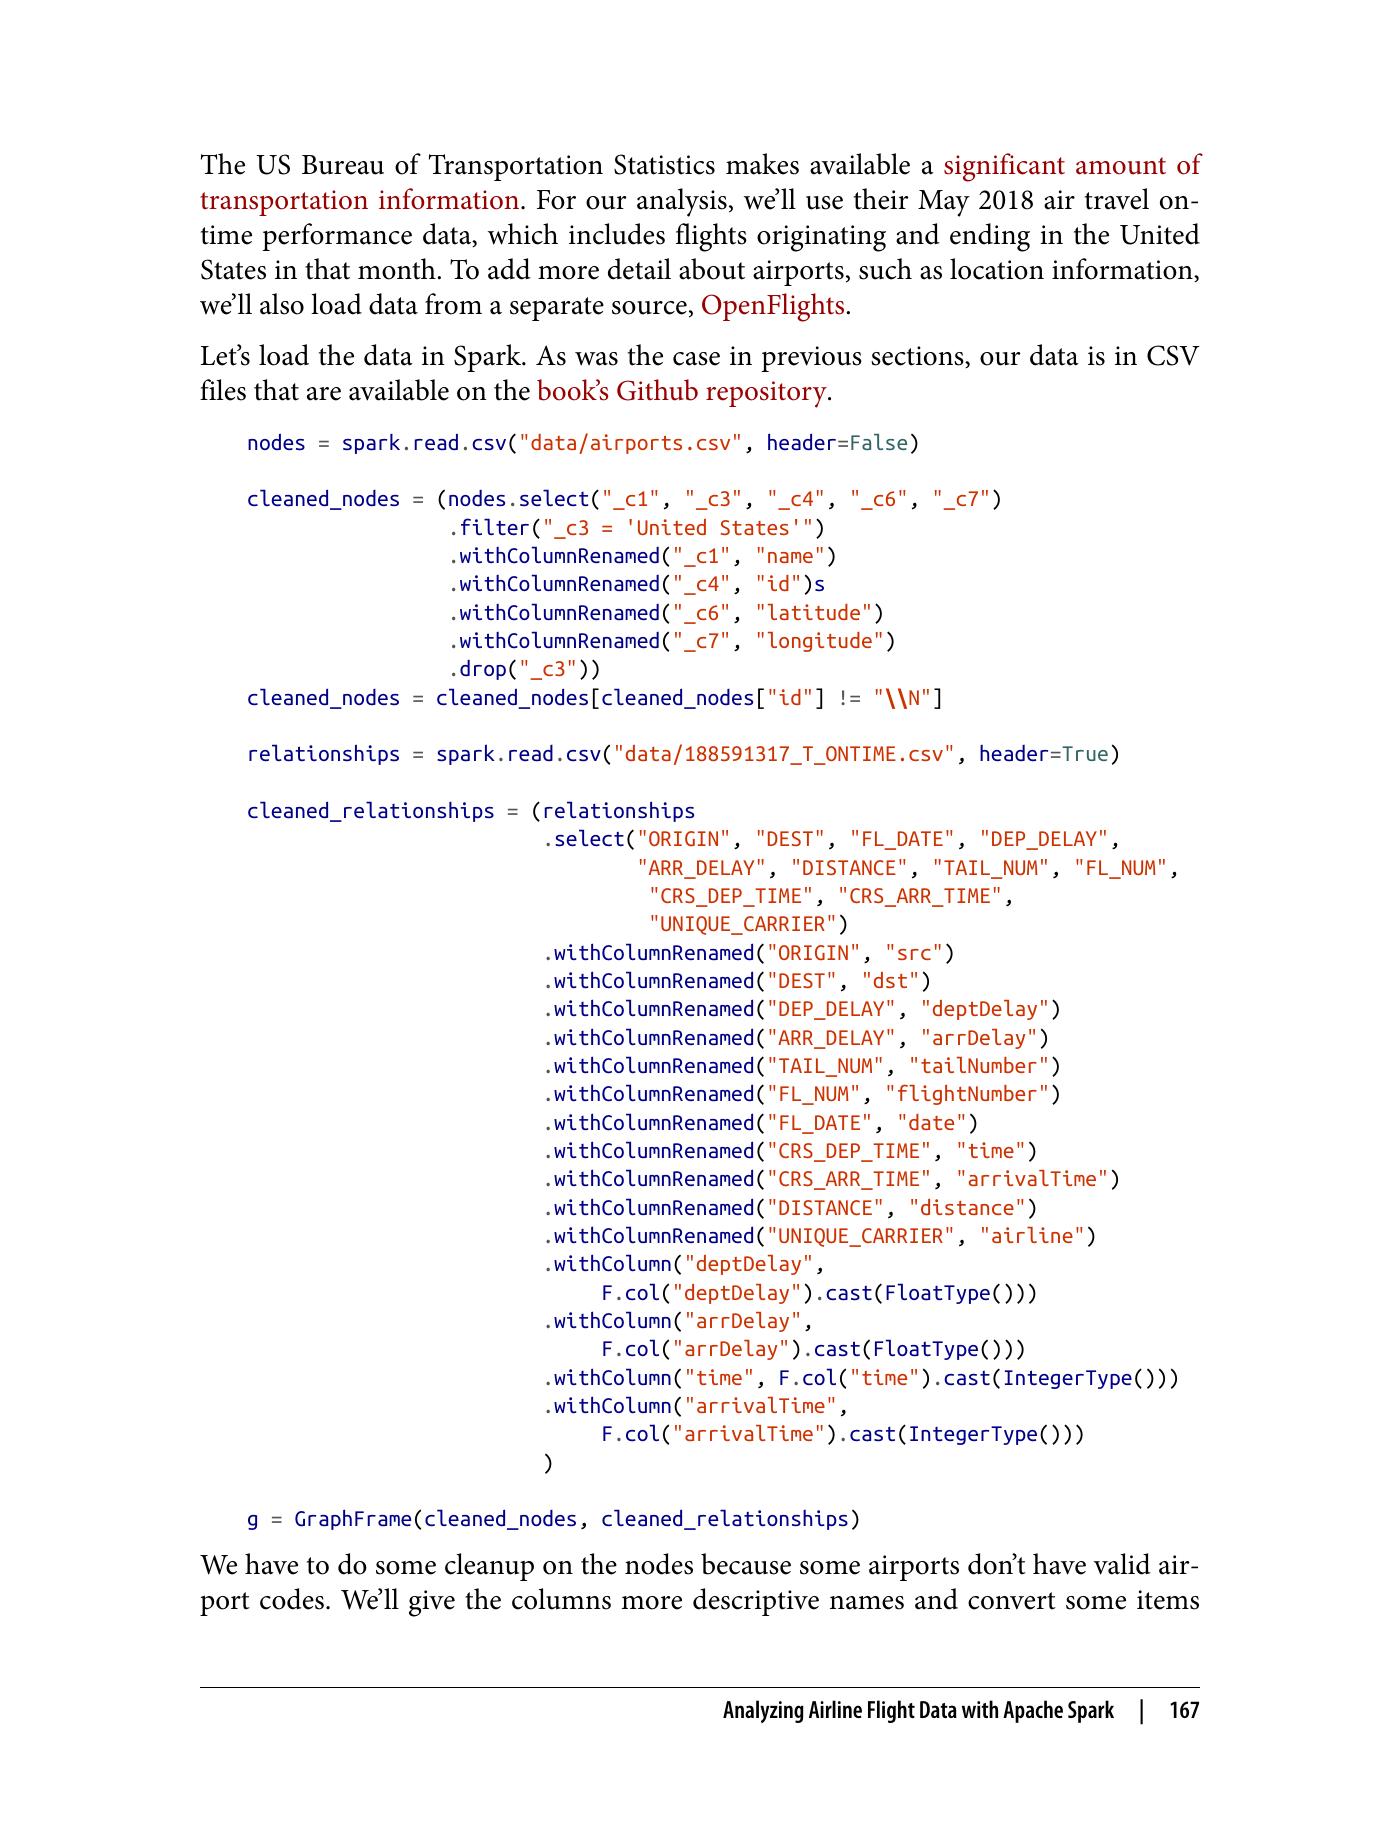 The US Bureau of Transportation Statistics makes available a significant amount of
transportation information. For our analysis, we’ll use their May 2018 air travel on-
time performance data, which includes flights originating and ending in the United
States in that month. To add more detail about airports, such as location information,
we’ll also load data from a separate source, OpenFlights.
Let’s load the data in Spark. As was the case in previous sections, our data is in CSV
files that are available on the book’s Github repository.
nodes = spark.read.csv("data/airports.csv", header=False)
cleaned_nodes = (nodes.select("_c1", "_c3", "_c4", "_c6", "_c7")
                 .filter("_c3 = 'United States'")
                 .withColumnRenamed("_c1", "name")
                 .withColumnRenamed("_c4", "id")s
                 .withColumnRenamed("_c6", "latitude")
                 .withColumnRenamed("_c7", "longitude")
                 .drop("_c3"))
cleaned_nodes = cleaned_nodes[cleaned_nodes["id"] != "\\N"]
relationships = spark.read.csv("data/188591317_T_ONTIME.csv", header=True)
cleaned_relationships = (relationships
                         .select("ORIGIN", "DEST", "FL_DATE", "DEP_DELAY",
                                 "ARR_DELAY", "DISTANCE", "TAIL_NUM", "FL_NUM",
                                  "CRS_DEP_TIME", "CRS_ARR_TIME",
                                  "UNIQUE_CARRIER")
                         .withColumnRenamed("ORIGIN", "src")
                         .withColumnRenamed("DEST", "dst")
                         .withColumnRenamed("DEP_DELAY", "deptDelay")
                         .withColumnRenamed("ARR_DELAY", "arrDelay")
                         .withColumnRenamed("TAIL_NUM", "tailNumber")
                         .withColumnRenamed("FL_NUM", "flightNumber")
                         .withColumnRenamed("FL_DATE", "date")
                         .withColumnRenamed("CRS_DEP_TIME", "time")
                         .withColumnRenamed("CRS_ARR_TIME", "arrivalTime")
                         .withColumnRenamed("DISTANCE", "distance")
                         .withColumnRenamed("UNIQUE_CARRIER", "airline")
                         .withColumn("deptDelay",
                              F.col("deptDelay").cast(FloatType()))
                         .withColumn("arrDelay",
                              F.col("arrDelay").cast(FloatType()))
                         .withColumn("time", F.col("time").cast(IntegerType()))
                         .withColumn("arrivalTime",
                              F.col("arrivalTime").cast(IntegerType()))
                         )
g = GraphFrame(cleaned_nodes, cleaned_relationships)
We have to do some cleanup on the nodes because some airports don’t have valid air-
port codes. We’ll give the columns more descriptive names and convert some items
Analyzing Airline Flight Data with Apache Spark | 167